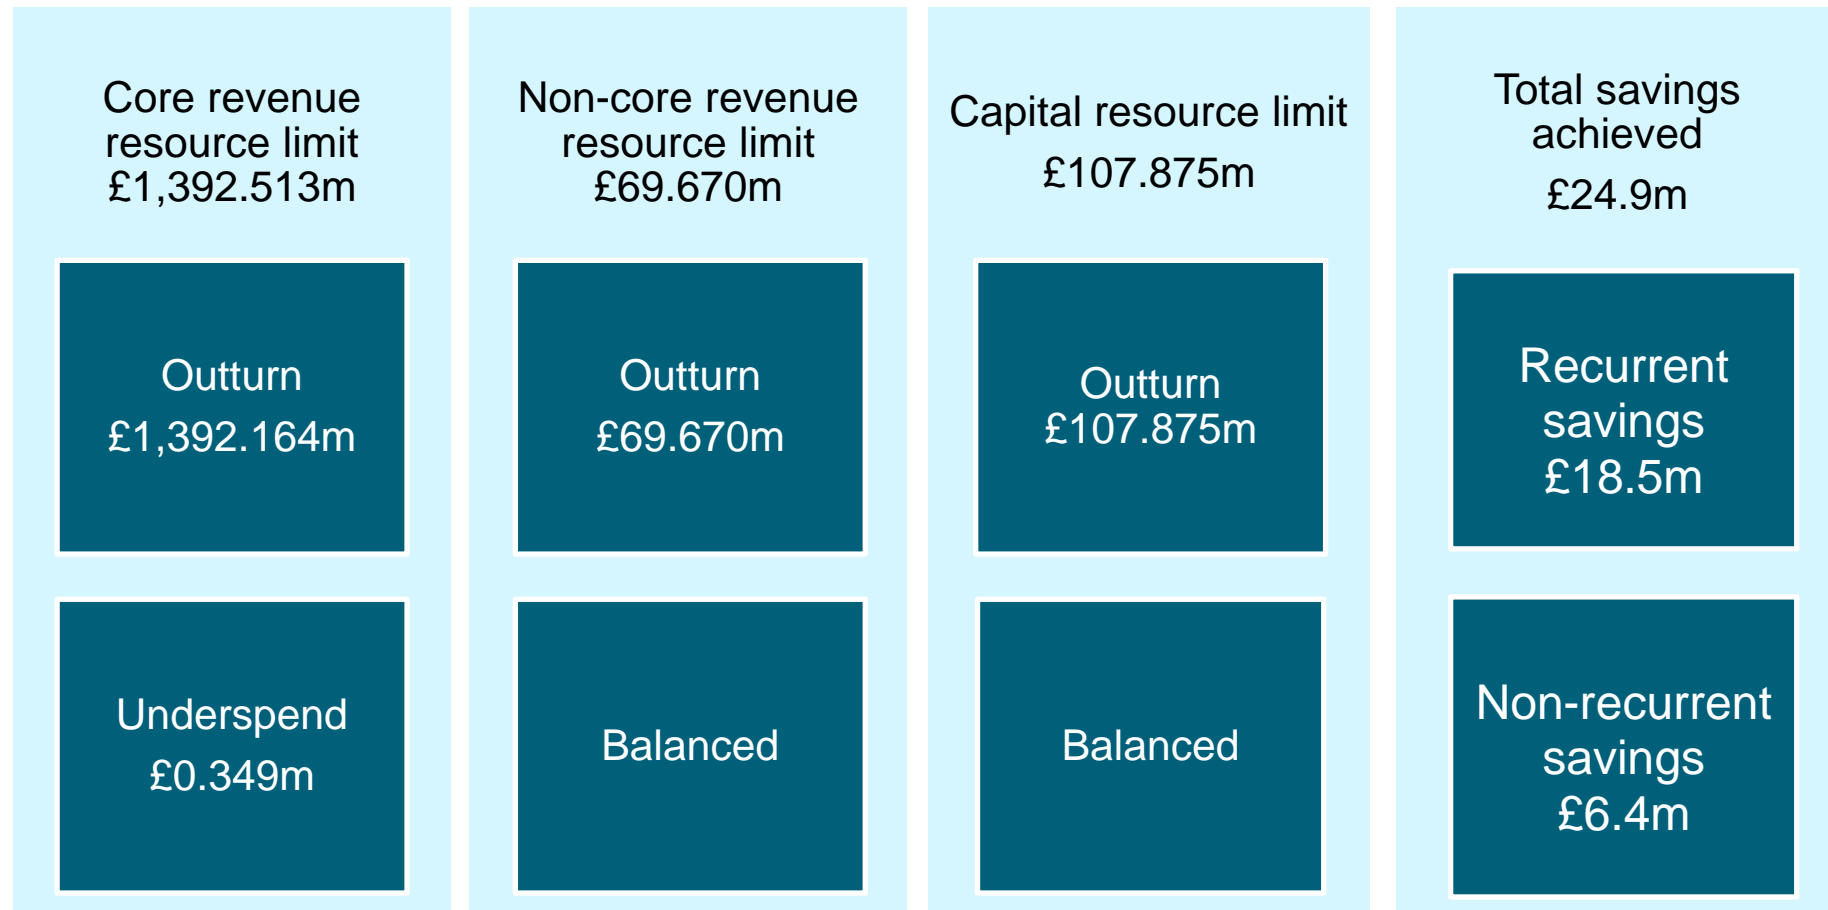 Core revenue
resource limit
£1,392.513m
Outturn
£1,392.164m
Underspend
£0.349m
Non-core revenue
resource limit
£69.670m
Outturn
£69.670m
Balanced
Capital resource limit
£107.875m
Outturn
£107.875m
Balanced
Total savings
achieved
£24.9m
Recurrent
savings
£18.5m
Non-recurrent
savings
£6.4m